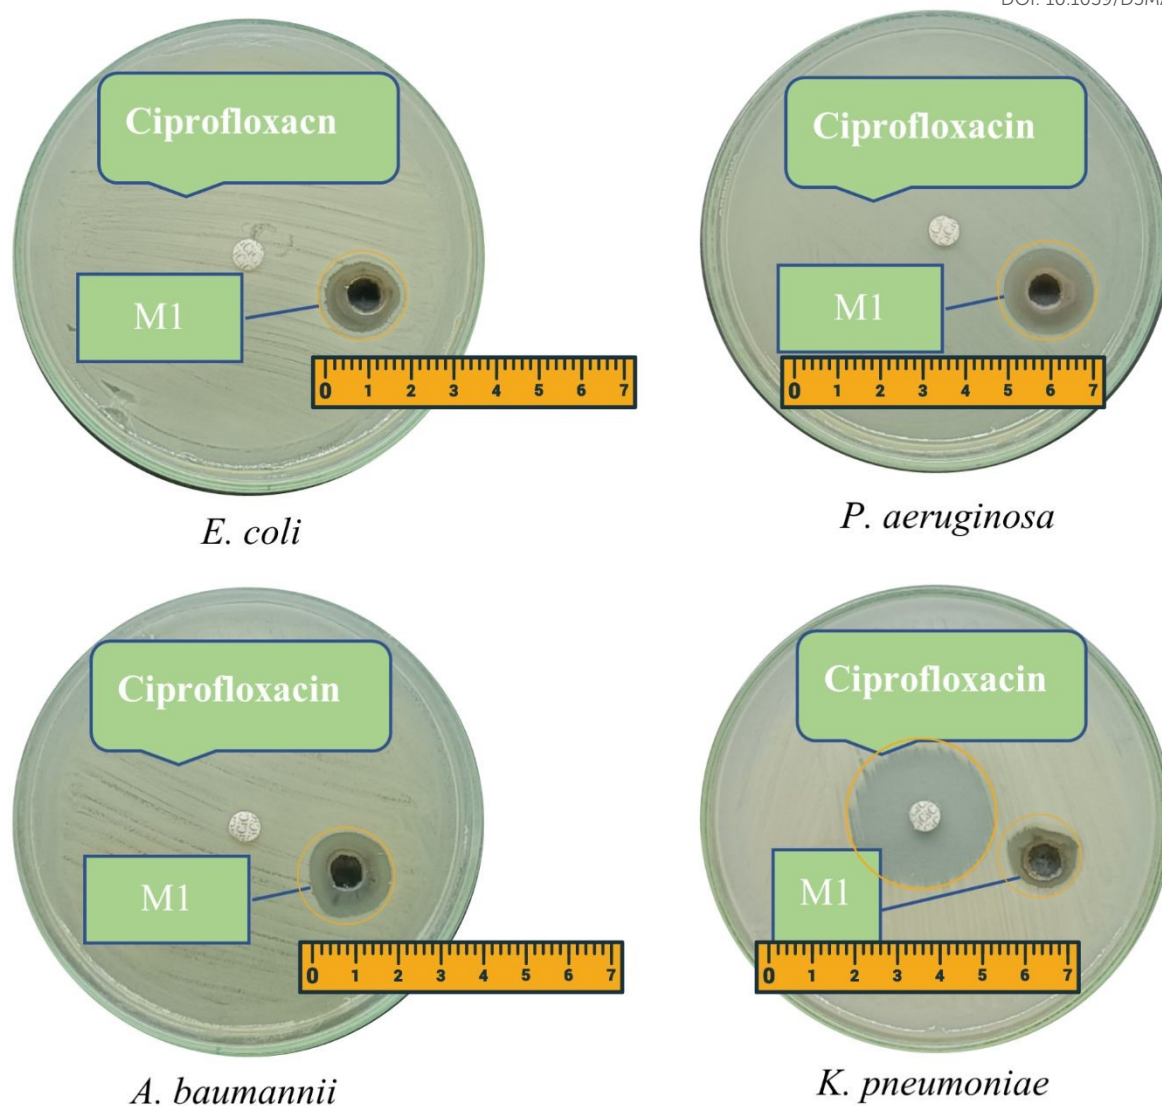 Ciprofloxacn
M1
0 1 2 3 4 5 6 7
E. coli
Ciprofloxacin
M1
0 1 2 3 4 5 6 7
P. aeruginosa
Ciprofloxacin
M1
0 1 2 3 4 5 6 7
A. baumannii
Ciprofloxacin
M1
0 1 2 3 4 5 6 7
K. pneumoniae